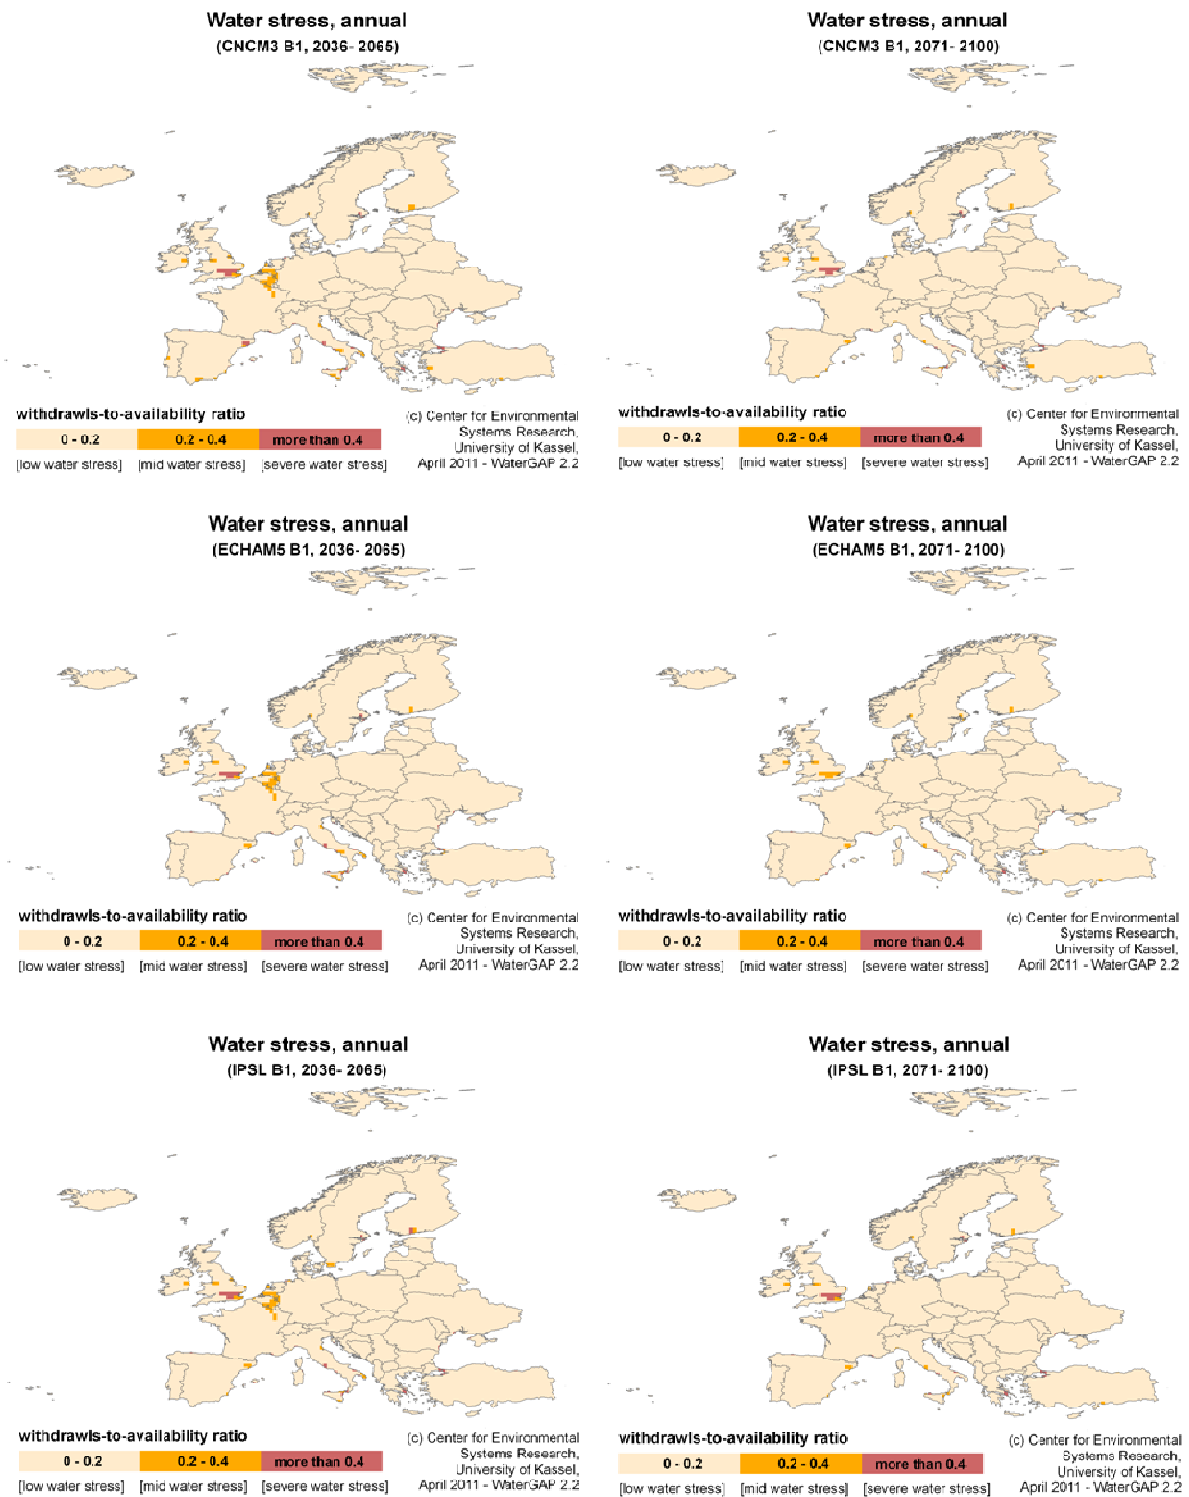 Water stress, annual
(CNCM3 B1, 2036- 2065)
withdrawls-to-availability ratio
0 - 0.2
0.2 - 0.4
more than 0.4
[low water stress]
[mid water stress]
[severe water stress]
(c) Center for Environmental
Systems Research,
University of Kassel,
April 2011 - WaterGAP 2.2
Water stress, annual
(CNCM3 B1, 2071- 2100)
withdrawls-to-availability ratio
0 - 0.2
0.2 - 0.4
more than 0.4
[low water stress]
[mid water stress]
[severe water stress]
(c) Center for Environmental
Systems Research,
University of Kassel,
April 2011 - WaterGAP 2.2
Water stress, annual
(ECHAM5 B1, 2036- 2065)
withdrawls-to-availability ratio
0 - 0.2
0.2 - 0.4
more than 0.4
[low water stress]
[mid water stress]
[severe water stress]
(c) Center for Environmental
Systems Research,
University of Kassel,
April 2011 - WaterGAP 2.2
Water stress, annual
(ECHAM5 B1, 2071- 2100)
withdrawls-to-availability ratio
0 - 0.2
0.2 - 0.4
more than 0.4
[low water stress]
[mid water stress]
[severe water stress]
(c) Center for Environmental
Systems Research,
University of Kassel,
April 2011 - WaterGAP 2.2
Water stress, annual
(IPSL B1, 2036- 2065)
withdrawls-to-availability ratio
0 - 0.2
0.2 - 0.4
more than 0.4
[low water stress]
[mid water stress]
[severe water stress]
(c) Center for Environmental
Systems Research,
University of Kassel,
April 2011 - WaterGAP 2.2
Water stress, annual
(IPSL B1, 2071- 2100)
withdrawls-to-availability ratio
0 - 0.2
0.2 - 0.4
more than 0.4
[low water stress]
[mid water stress]
[severe water stress]
(c) Center for Environmental
Systems Research,
University of Kassel,
April 2011 - WaterGAP 2.2